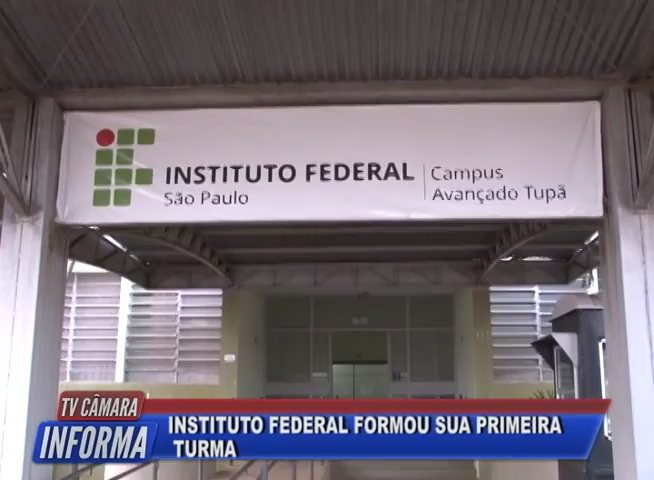 INSTITUTO FEDERAL
São Paulo
Campus
Avançado Tupã
TV CÂMARA
INFORMA
INSTITUTO FEDERAL FORMOU SUA PRIMEIRA
TURMA